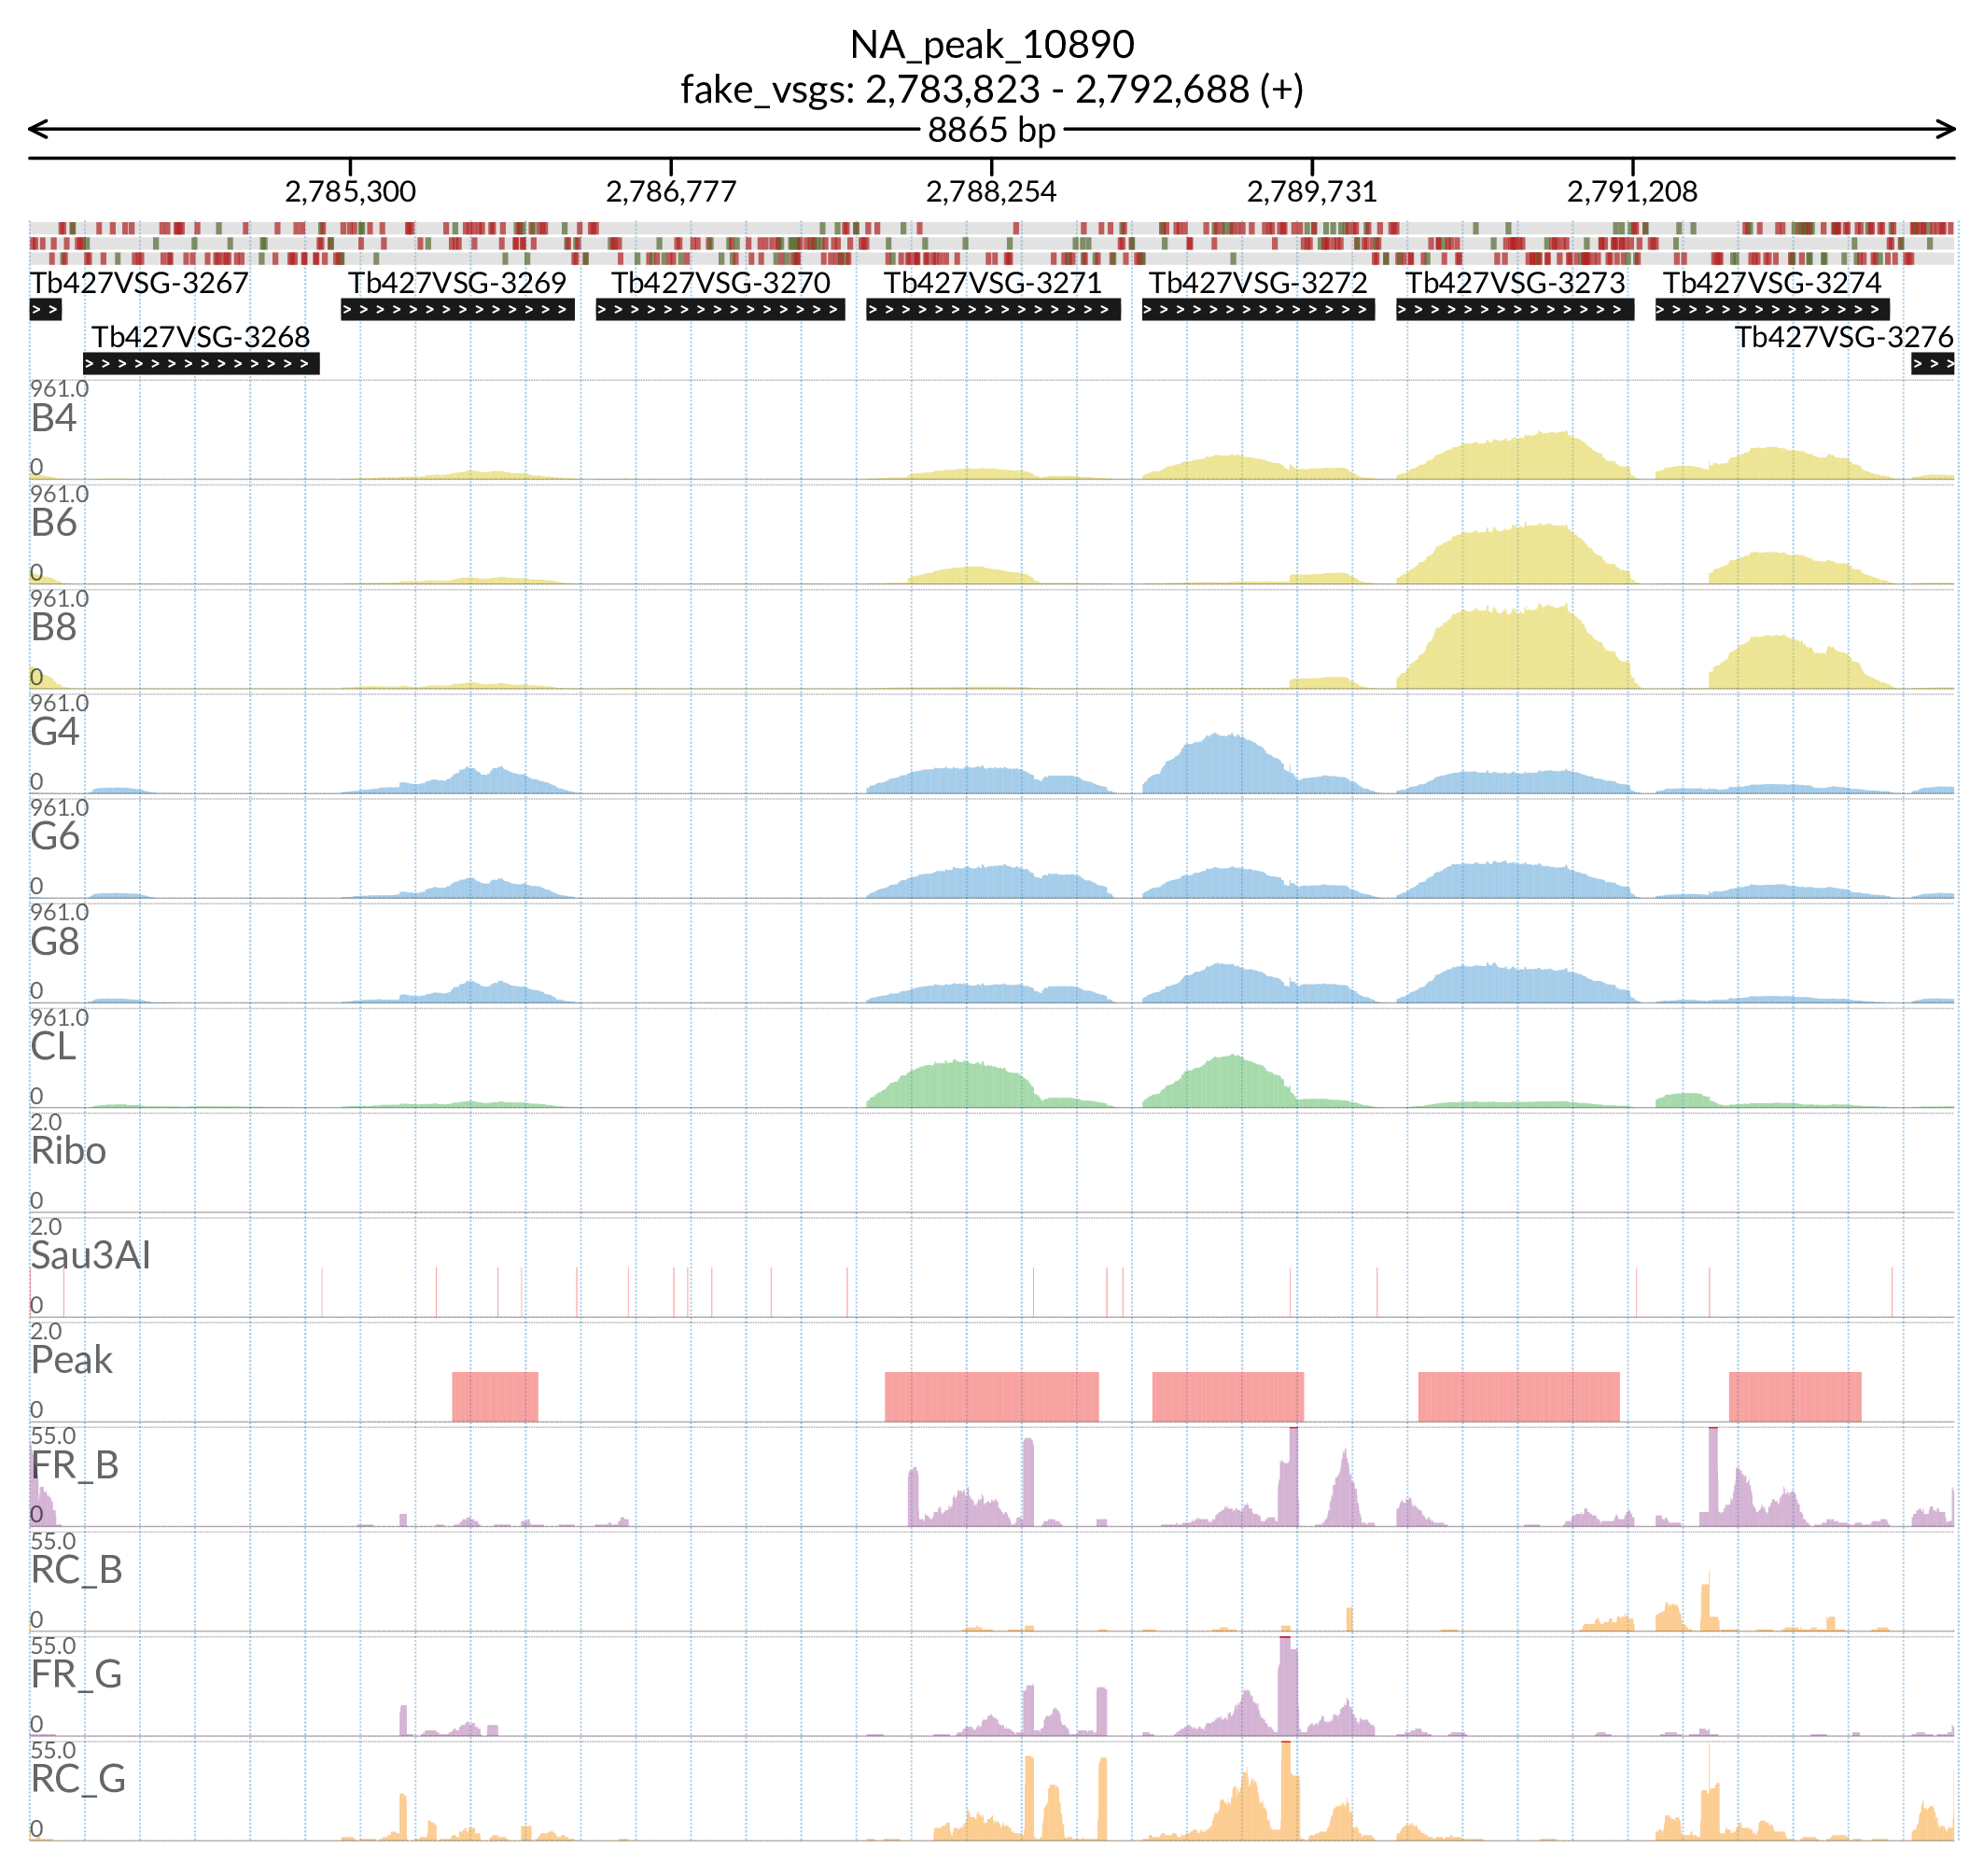 NA_peak_10890
fake_vsgs: 2,783,823 - 2,792,688 (+)
8865 bp
2,785,300 2,786,777 2,788,254 2,789,731 2,791,208
Tb427VSG-3267 Tb427VSG-3269 Tb427VSG-3270 Tb427VSG-3271 Tb427VSG-3272 Tb427VSG-3273 Tb427VSG-3274
Tb427VSG-3268 Tb427VSG-3276
961.0
B4
0
961.0
B6
0
961.0
B8
0
961.0
G4
0
961.0
G6
0
961.0
G8
0
961.0
CL
0
2.0
Ribo
0
2.0
Sau3AI
0
2.0
Peak
0
55.0
FR_B
0
55.0
RC_B
0
55.0
FR_G
0
55.0
RC_G
0